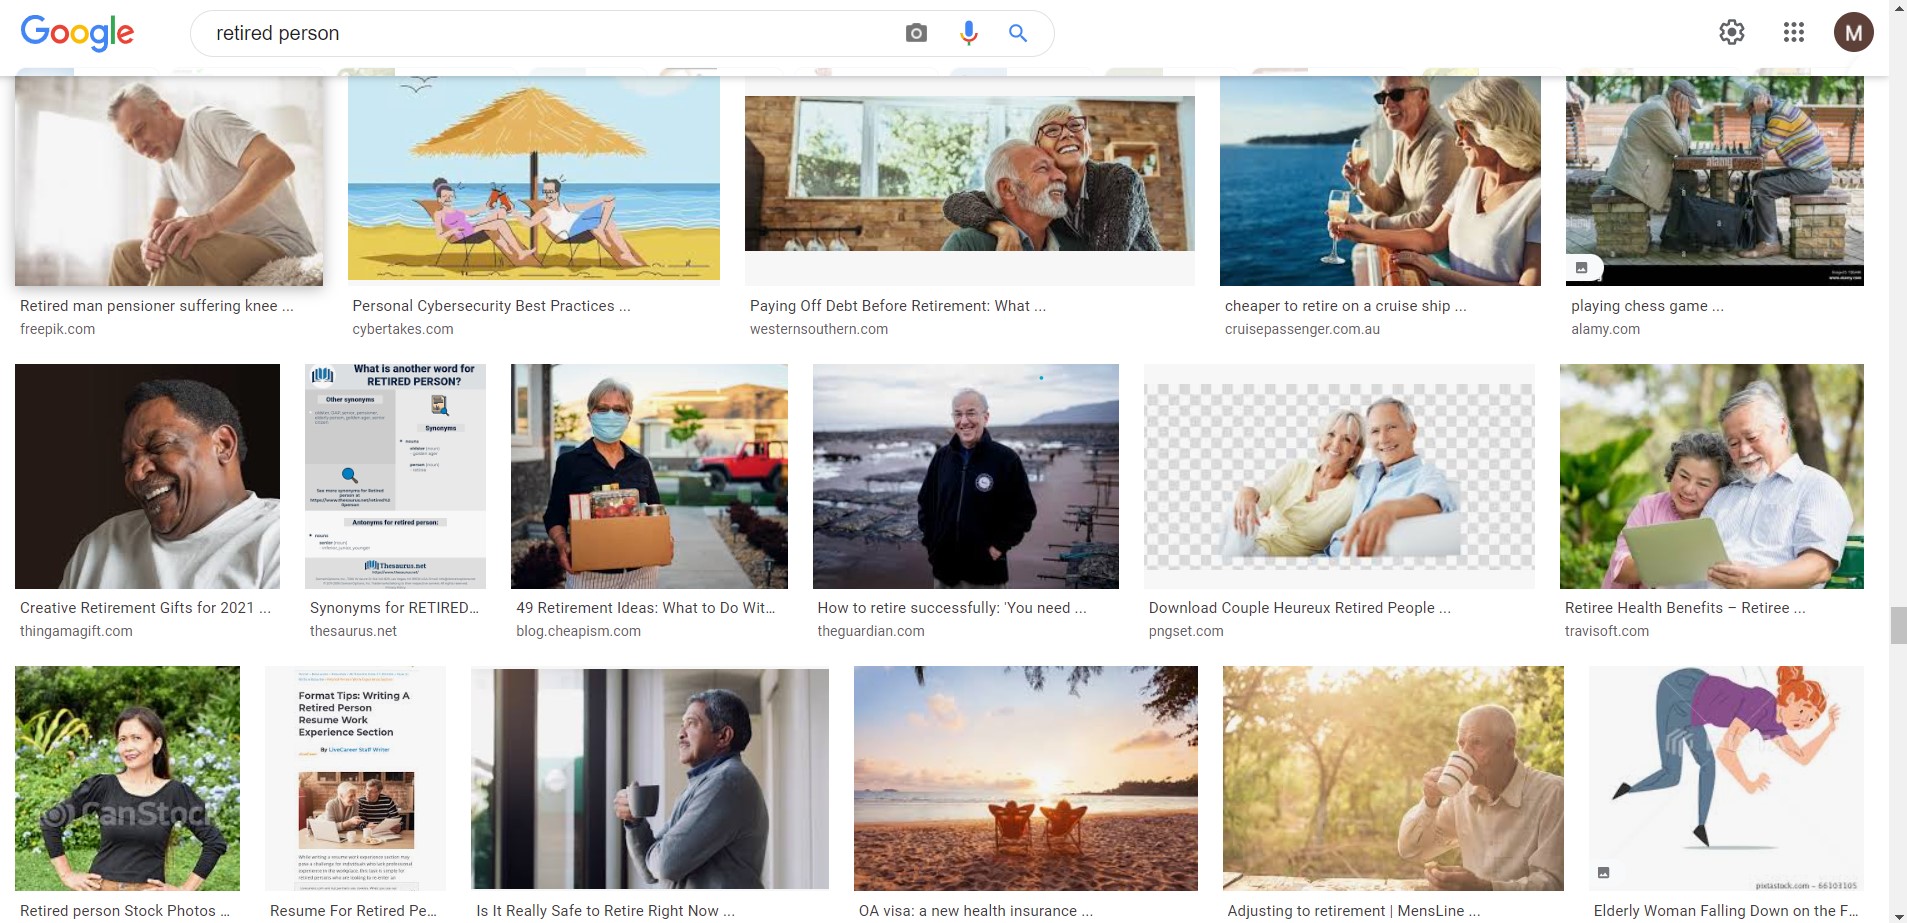 Google
retired person
M
Retired man pensioner suffering knee ...
freepik.com
Personal Cybersecurity Best Practices ...
cybertakes.com
Paying Off Debt Before Retirement: What ...
westernsouthern.com
cheaper to retire on a cruise ship ...
cruisepassenger.com.au
alamy
playing chess game ...
alamy.com
Creative Retirement Gifts for 2021 ...
thingamagift.com
What is another word for
RETIRED PERSON?
Other synonyms
Synonyms
See more synonyms for Retired
person at
Antonyms for retired person:
Thesaurus.net
Synonyms for RETIRED...
thesaurus.net
49 Retirement Ideas: What to Do Wit...
blog.cheapism.com
How to retire successfully: 'You need ...
theguardian.com
Download Couple Heureux Retired People ...
pngset.com
Retiree Health Benefits – Retiree ...
travisoft.com
CanStock
Retired person Stock Photos ...
Format Tips: Writing A
Retired Person
Resume Work
Experience Section
By LiveCareer Staff Writer
Resume For Retired Pe...
Is It Really Safe to Retire Right Now ...
OA visa: a new health insurance ...
Adjusting to retirement | MensLine ...
pixtastock.com - 66103105
Elderly Woman Falling Down on the F...